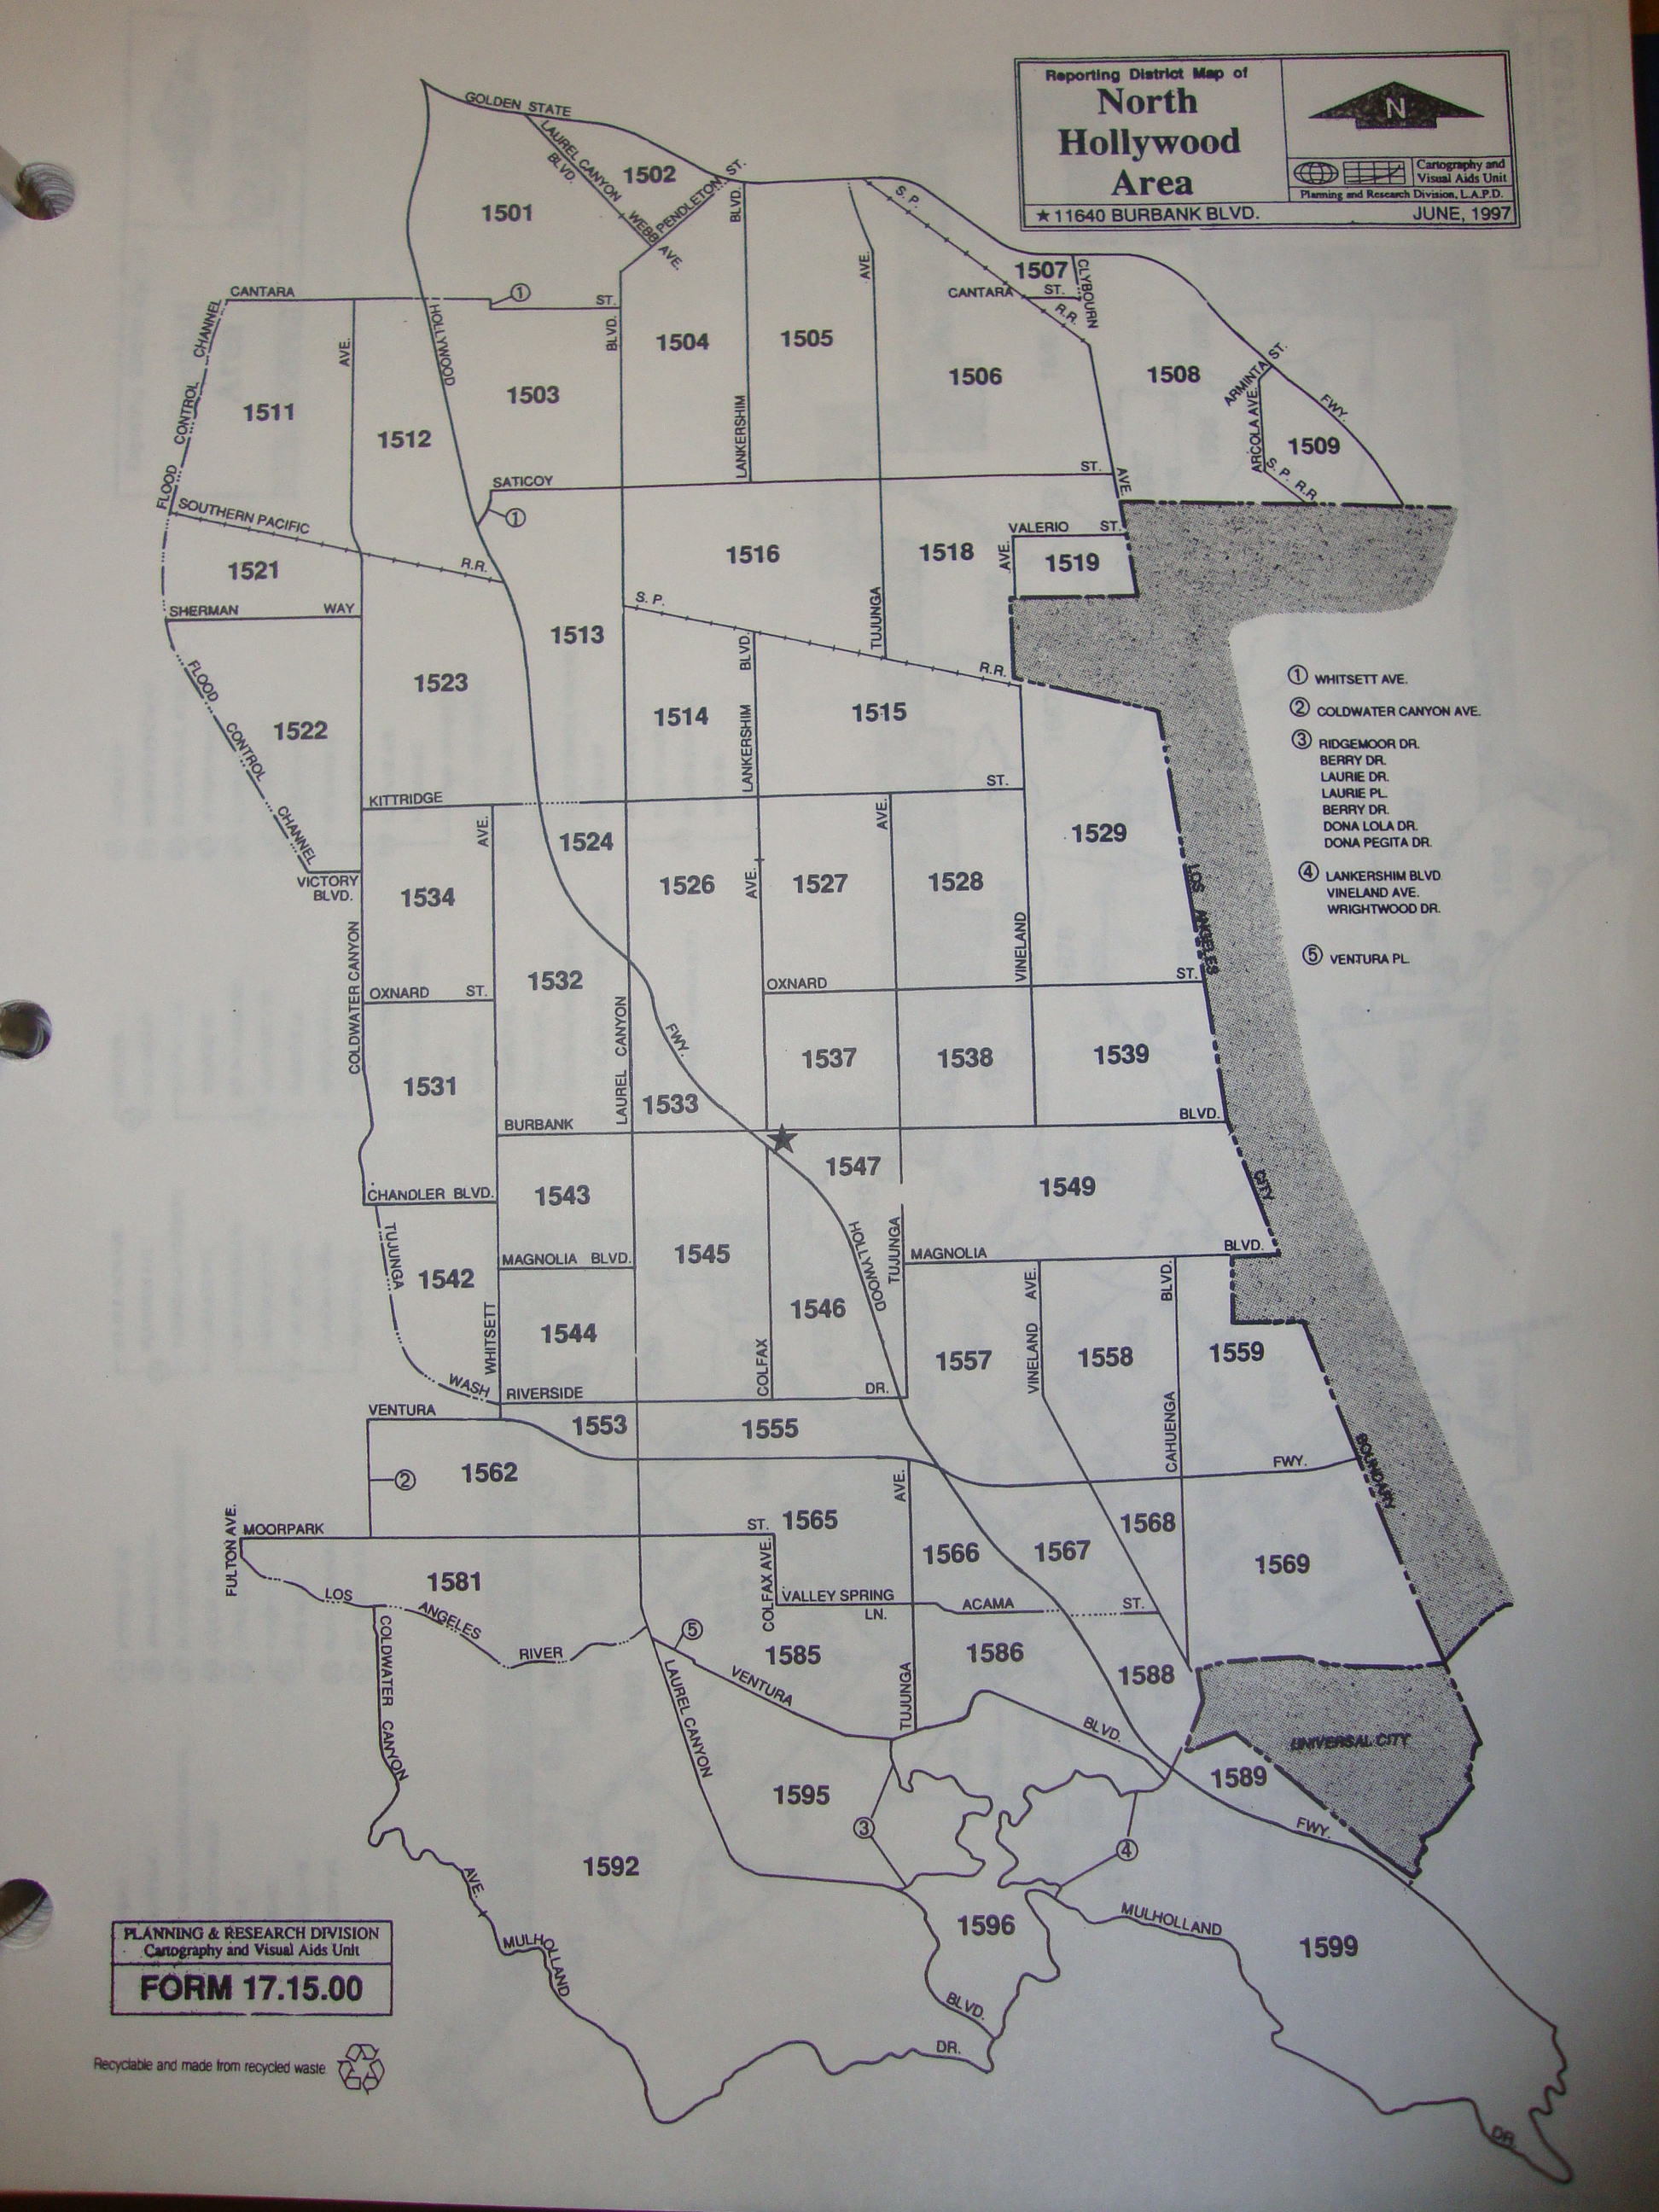 Reporting District Map of
North
Hollywood
Area
N
Cartography and
Visual Aids Unit
Planning and Research Division, L.A.P.D.
★ 11640 BURBANK BLVD.
JUNE, 1997
GOLDEN STATE
LAUREL CANYON
BLVD.
1502
PENDLETON ST.
WEBB
AVE.
BLVD.
1501
S.P.
AVE.
1507
CLYBOURN
CANTARA
1
ST.
CANTARA ST.
R.R.
FLOOD CONTROL CHANNEL
AVE.
HOLLYWOOD
BLVD.
1504
1505
1506
1508
ARMINTA ST.
ARCOLA AVE.
FWY.
1511
1512
1503
LANKERSHIM
1509
S. P. R.R.
SATICOY
ST.
AVE.
1
SOUTHERN PACIFIC
R.R.
1521
1516
1518
VALERIO ST.
AVE.
1519
SHERMAN WAY
S. P.
TUJUNGA
1513
BLVD.
R.R.
FLOOD CONTROL CHANNEL
1522
1523
1514
LANKERSHIM
1515
1 WHITSETT AVE.
2 COLDWATER CANYON AVE.
3 RIDGEMOOR DR.
BERRY DR.
LAURIE DR.
LAURIE PL.
BERRY DR.
DONA LOLA DR.
DONA PEGITA DR.
4 LANKERSHIM BLVD
VINELAND AVE.
WRIGHTWOOD DR.
5 VENTURA PL.
KITTRIDGE
ST.
AVE.
1524
AVE.
1529
VICTORY
BLVD.
1534
1526
AVE.
1527
1528
LOS ANGELES
COLDWATER CANYON
1532
VINELAND
OXNARD ST.
OXNARD
ST.
LAUREL CANYON
FWY.
1531
1533
1537
1538
1539
BURBANK
BLVD.
★
1547
CHANDLER BLVD.
1543
1549
CITY
TUJUNGA
1542
MAGNOLIA BLVD.
1545
HOLLYWOOD
TUJUNGA
MAGNOLIA
BLVD.
WHITSETT
1544
1546
COLFAX
1557
VINELAND AVE.
1558
BLVD.
1559
WASH
RIVERSIDE
DR.
CAHUENGA
VENTURA
1553
1555
FWY.
BOUNDARY
2
1562
AVE.
FULTON AVE.
MOORPARK
ST.
1565
1566
1567
1568
1569
1581
COLFAX AVE.
VALLEY SPRING
LN.
ACAMA
ST.
LOS
ANGELES
RIVER
5
COLDWATER CANYON
1585
1586
1588
LAUREL CANYON
VENTURA
TUJUNGA
BLVD.
UNIVERSAL CITY
1595
1589
3
4
FWY.
1592
AVE.
1596
MULHOLLAND
1599
MULHOLLAND
BLVD.
DR.
DR.
PLANNING & RESEARCH DIVISION
Cartography and Visual Aids Unit
FORM 17.15.00
Recyclable and made from recycled waste